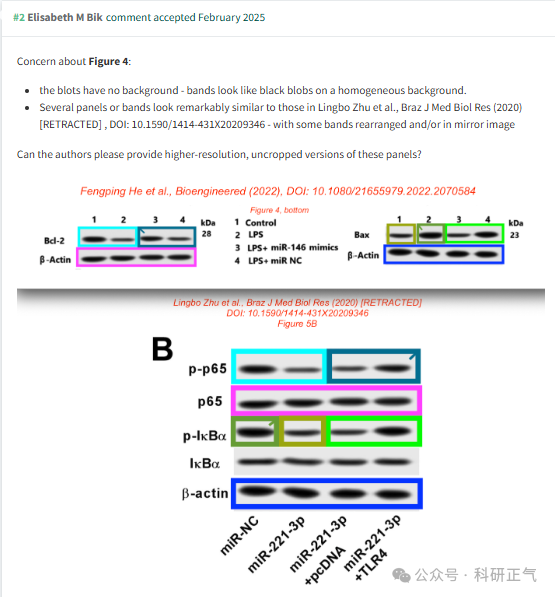 #2 Elisabeth M Bik comment accepted February 2025
Concern about Figure 4:
• the blots have no background - bands look like black blobs on a homogeneous background.
• Several panels or bands look remarkably similar to those in Lingbo Zhu et al., Braz J Med Biol Res (2020)
[RETRACTED] , DOI: 10.1590/1414-431X20209346 - with some bands rearranged and/or in mirror image
Can the authors please provide higher-resolution, uncropped versions of these panels?
Fengping He et al., Bioengineered (2022), DOI: 10.1080/21655979.2022.2070584
Figure 4, bottom
1 2 3 4 kDa
Bcl-2 28
β-Actin
1 Control
2 LPS
3 LPS+ miR-146 mimics
4 LPS+ miR NC
1 2 3 4 kDa
Bax 23
β-Actin
Lingbo Zhu et al., Braz J Med Biol Res (2020) [RETRACTED]
DOI: 10.1590/1414-431X20209346
Figure 5B
B
p-p65
p65
p-IκBα
IκBα
β-actin
miR-NC
miR-221-3p
miR-221-3p
+pcDNA
miR-221-3p
+TLR4
公众号 · 科研正气